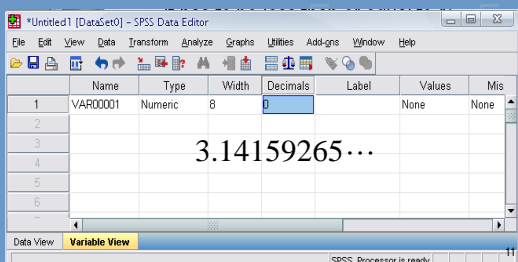 *Untitled1 [DataSet0] - SPSS Data Editor
File Edit View Data Transform Analyze Graphs Utilities Add-ons Window Help
Name Type Width Decimals Label Values Mis
1 VAR00001 Numeric 8 0 None None
2
3
3.14159265⋯
4
5
6
Data View Variable View
11
SPSS Processor is ready